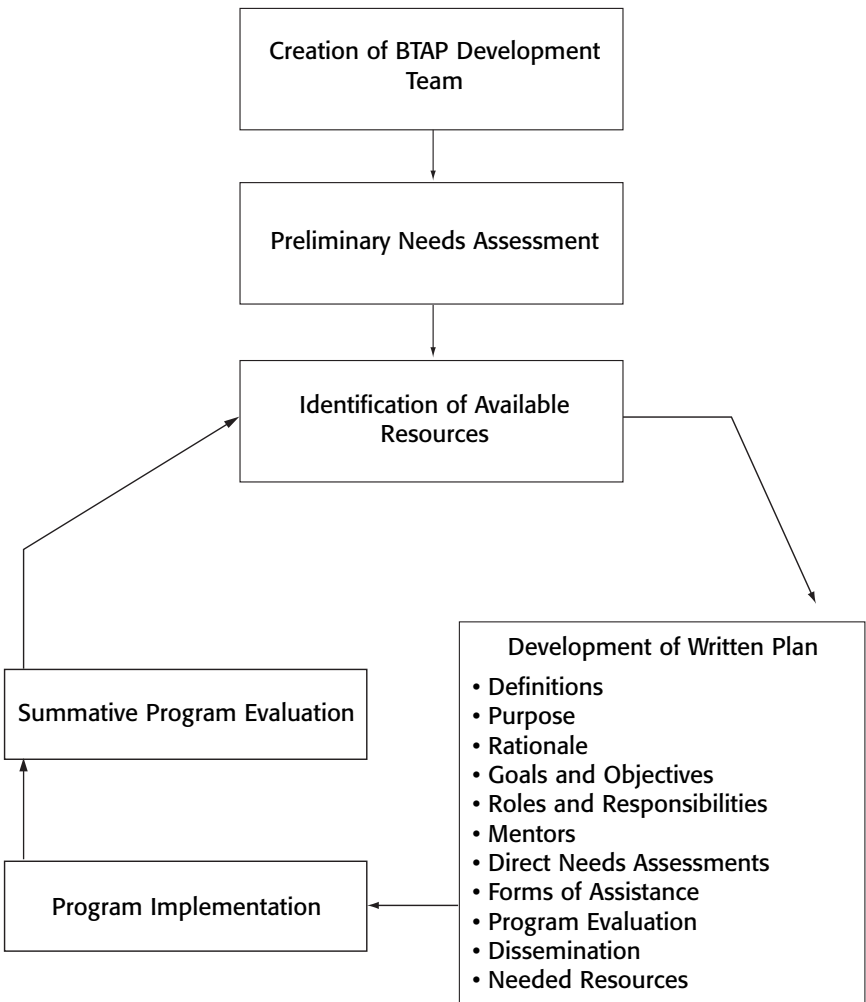 Creation of BTAP Development
Team
Preliminary Needs Assessment
Identification of Available
Resources
Development of Written Plan
• Definitions
• Purpose
• Rationale
• Goals and Objectives
• Roles and Responsibilities
• Mentors
• Direct Needs Assessments
• Forms of Assistance
• Program Evaluation
• Dissemination
• Needed Resources
Summative Program Evaluation
Program Implementation